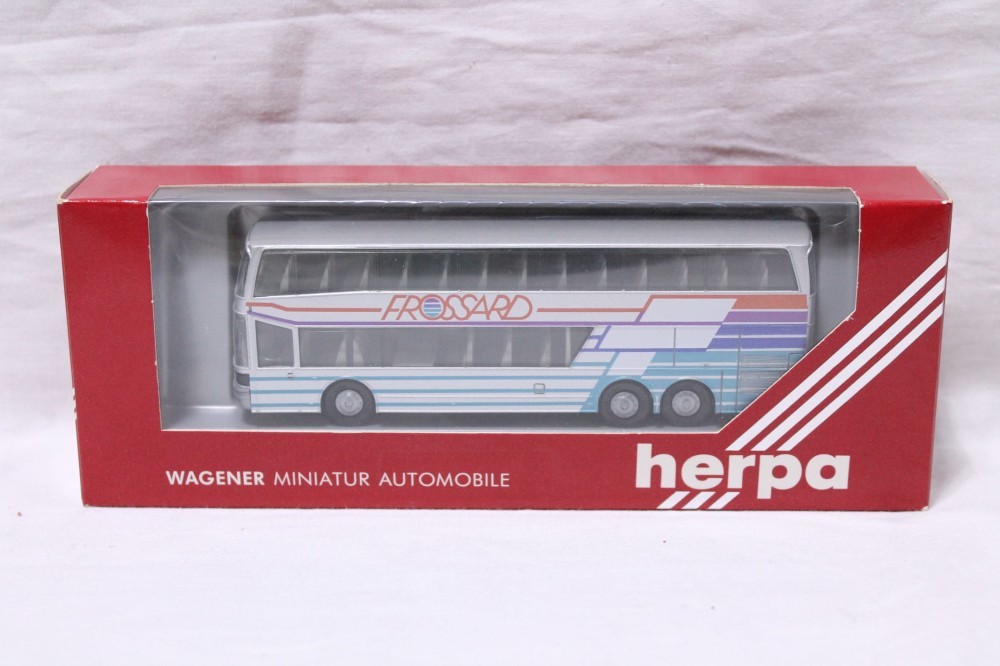 FROSSARD
WAGENER MINIATUR AUTOMOBILE
herpa